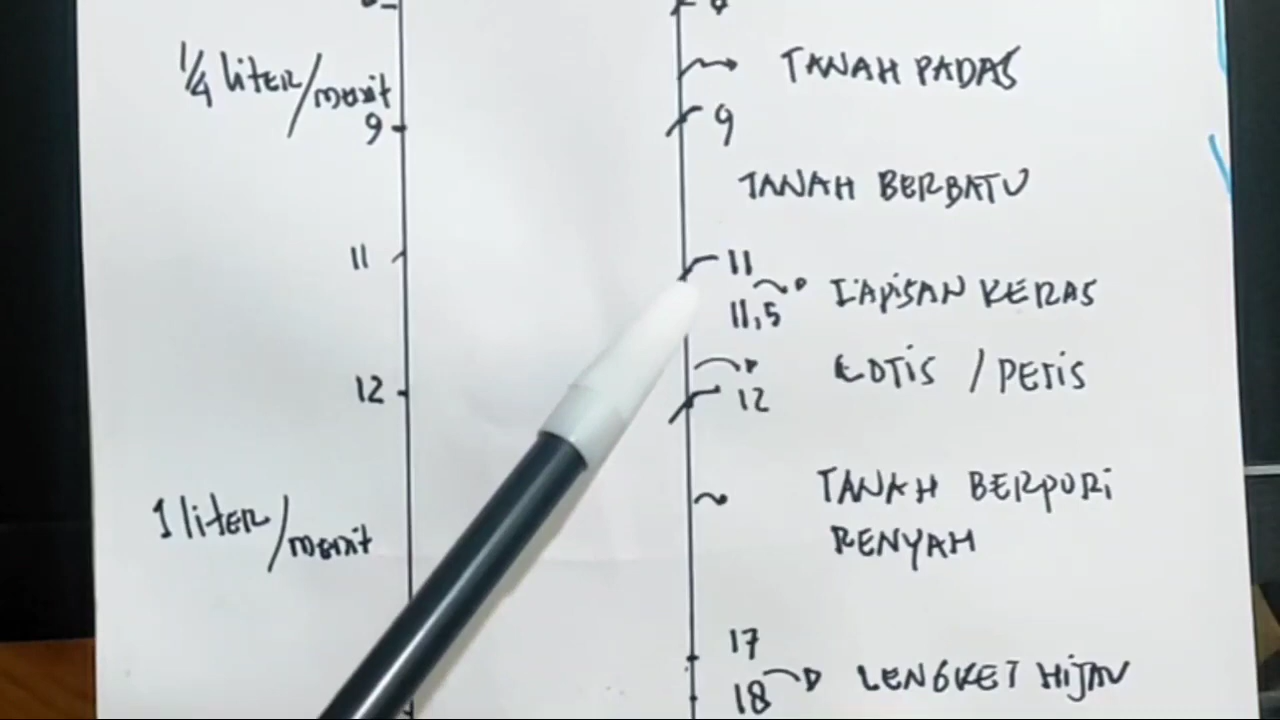 1/4 liTER/menit
9
11
12
1 liTER/menit
TANAH PADAS
9
TANAH BERBATU
11
11,5
LAPISAN KERAS
/ PETIS
12
TANAH BERPORI
RENYAH
17
18
LENGKET HIJAU